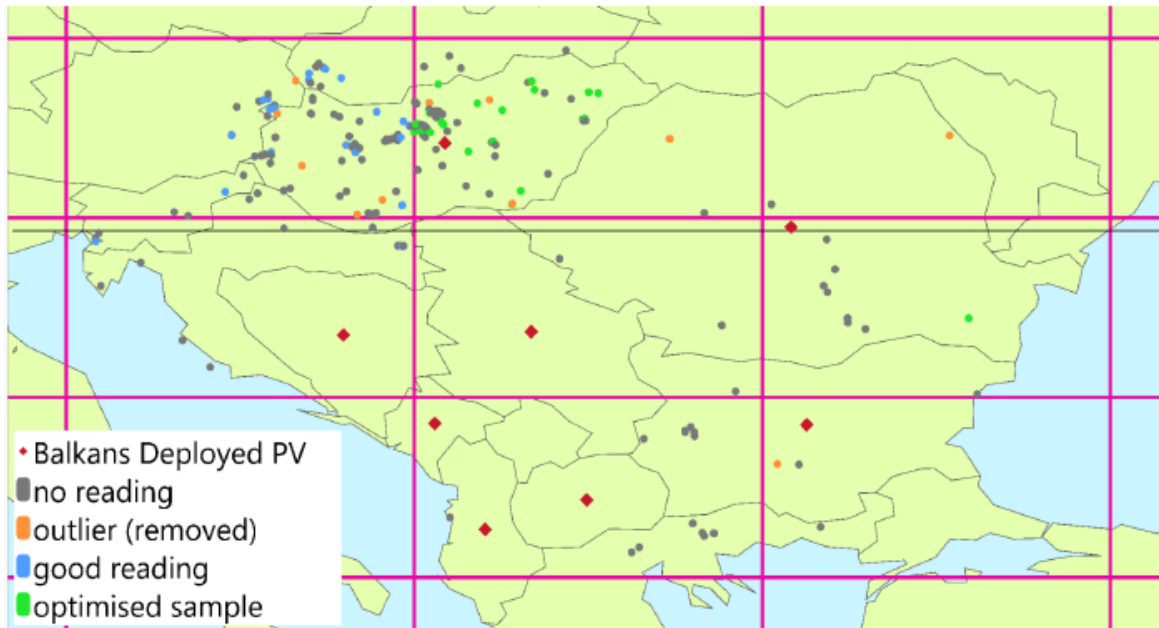 Balkans Deployed PV
no reading
outlier (removed)
good reading
optimised sample